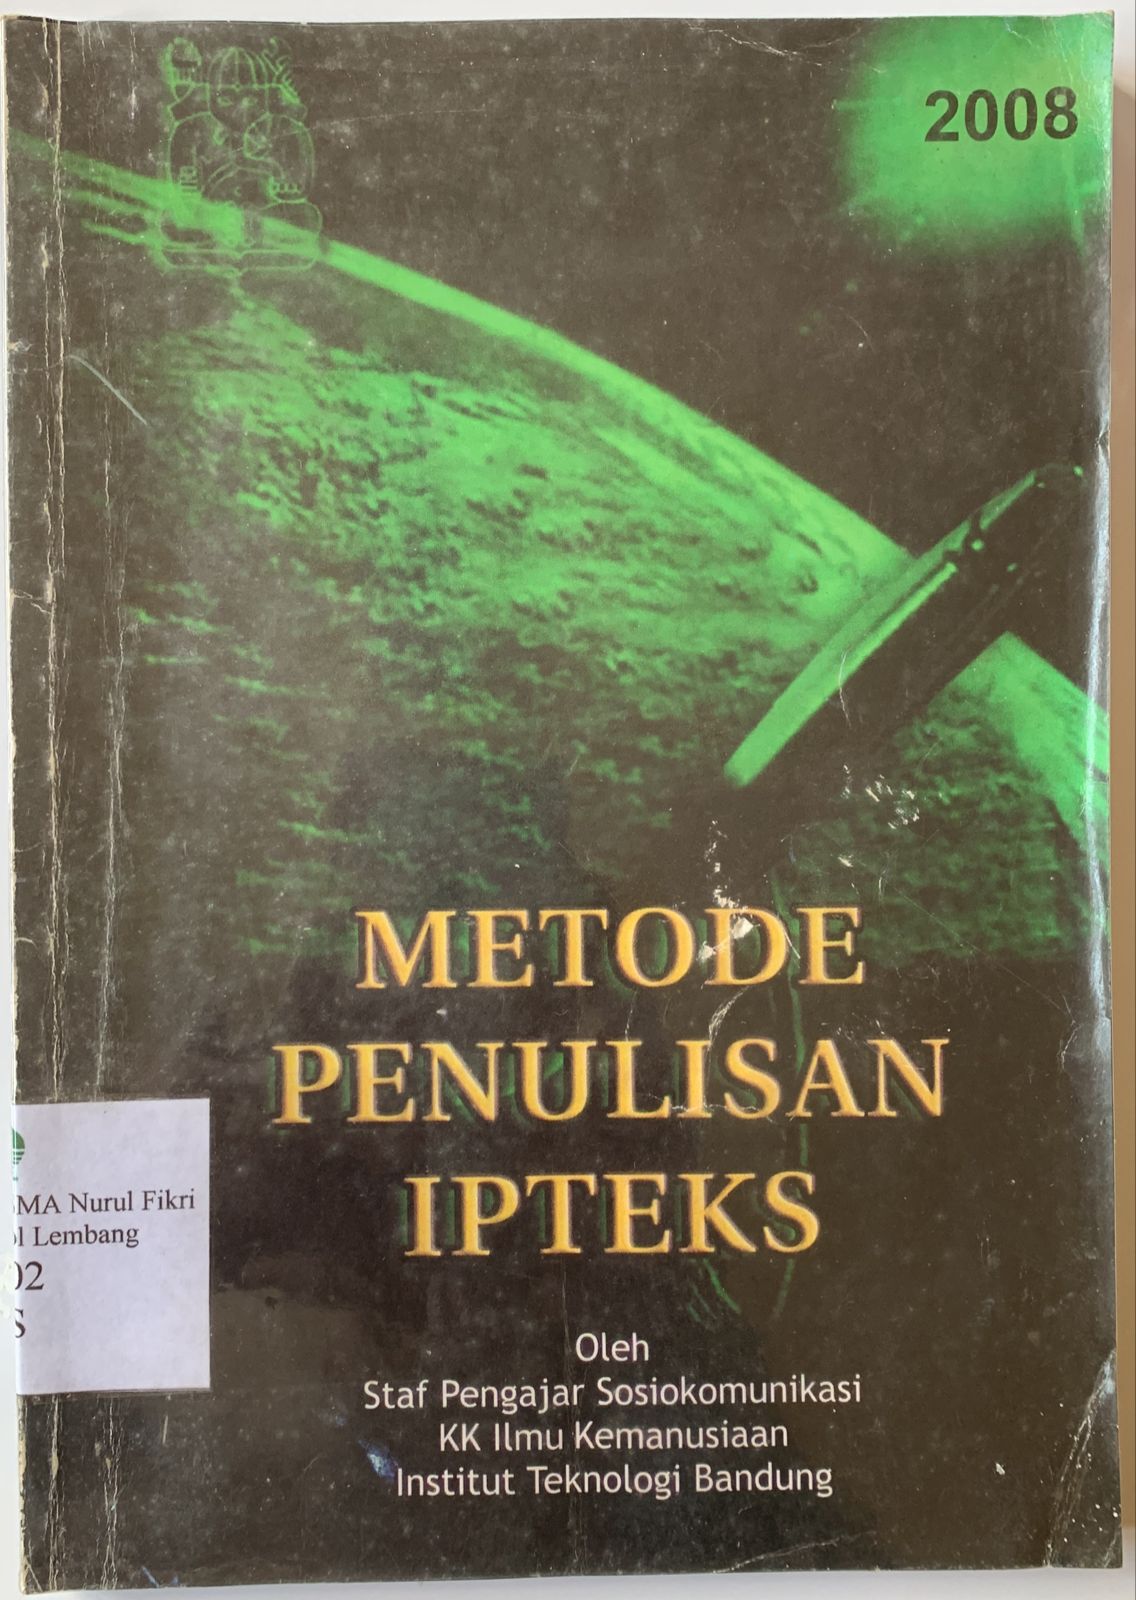 2008
METODE
PENULISAN
IPTEKS
MA Nurul Fikri
Lembang
02
S
Oleh
Staf Pengajar Sosiokomunikasi
KK Ilmu Kemanusiaan
Institut Teknologi Bandung